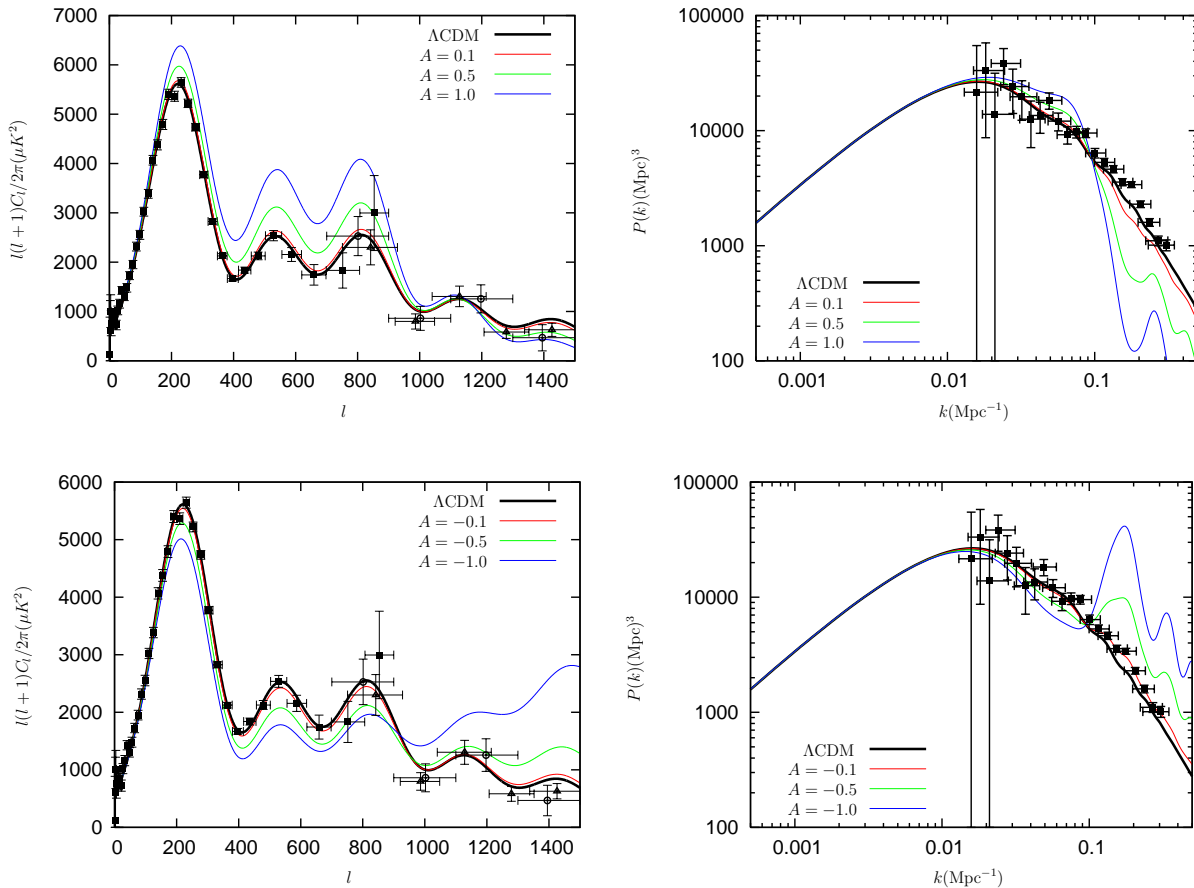 7000
6000
5000
4000
3000
2000
1000
0
l(l + 1)C_l/2π(μK²)
0 200 400 600 800 1000 1200 1400
l
ΛCDM
A = 0.1
A = 0.5
A = 1.0
100000
10000
1000
100
P(k)(Mpc)³
0.001 0.01 0.1
k(Mpc⁻¹)
ΛCDM
A = 0.1
A = 0.5
A = 1.0
6000
5000
4000
3000
2000
1000
0
l((l + 1)C_l/2π(μK²)
0 200 400 600 800 1000 1200 1400
l
ΛCDM
A = −0.1
A = −0.5
A = −1.0
100000
10000
1000
100
P(k)(Mpc)³
0.001 0.01 0.1
k(Mpc⁻¹)
ΛCDM
A = −0.1
A = −0.5
A = −1.0